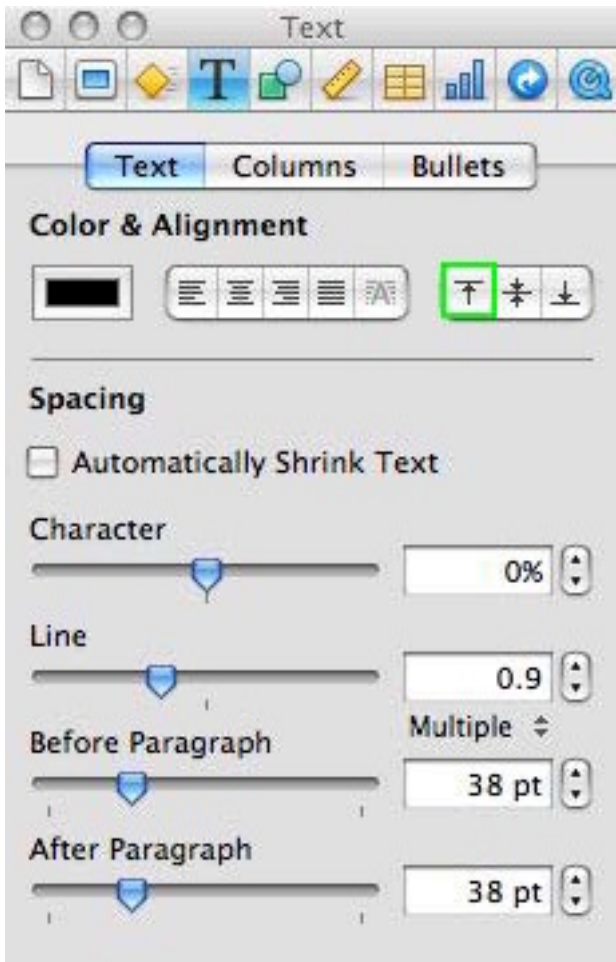 Text
T
Text Columns Bullets
Color & Alignment
A
Spacing
Automatically Shrink Text
Character
0%
Line
0.9
Multiple
Before Paragraph
38 pt
After Paragraph
38 pt